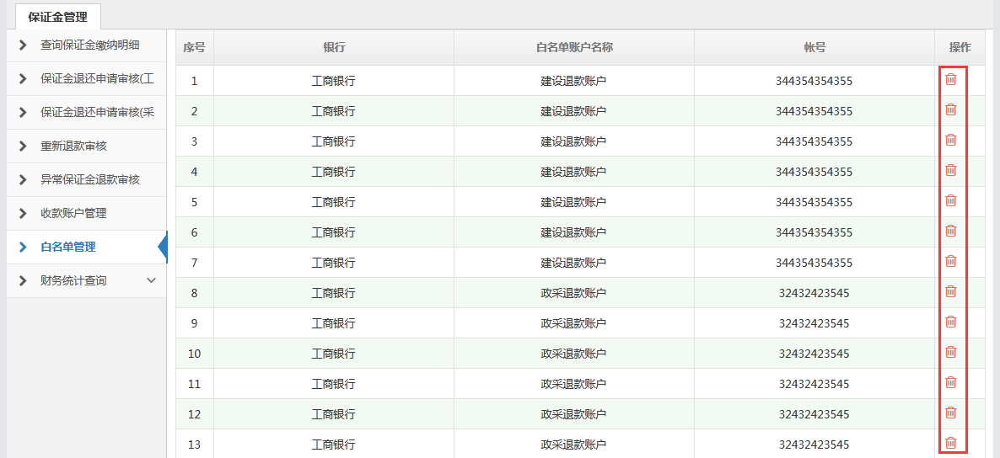 保证金管理
查询保证金缴纳明细
保证金退还申请审核(工
保证金退还申请审核(采
重新退款审核
异常保证金退款审核
收款账户管理
白名单管理
财务统计查询
序号 银行 白名单账户名称 帐号 操作
1 工商银行 建设退款账户 344354354355
2 工商银行 建设退款账户 344354354355
3 工商银行 建设退款账户 344354354355
4 工商银行 建设退款账户 344354354355
5 工商银行 建设退款账户 344354354355
6 工商银行 建设退款账户 344354354355
7 工商银行 建设退款账户 344354354355
8 工商银行 政采退款账户 32432423545
9 工商银行 政采退款账户 32432423545
10 工商银行 政采退款账户 32432423545
11 工商银行 政采退款账户 32432423545
12 工商银行 政采退款账户 32432423545
13 工商银行 政采退款账户 32432423545